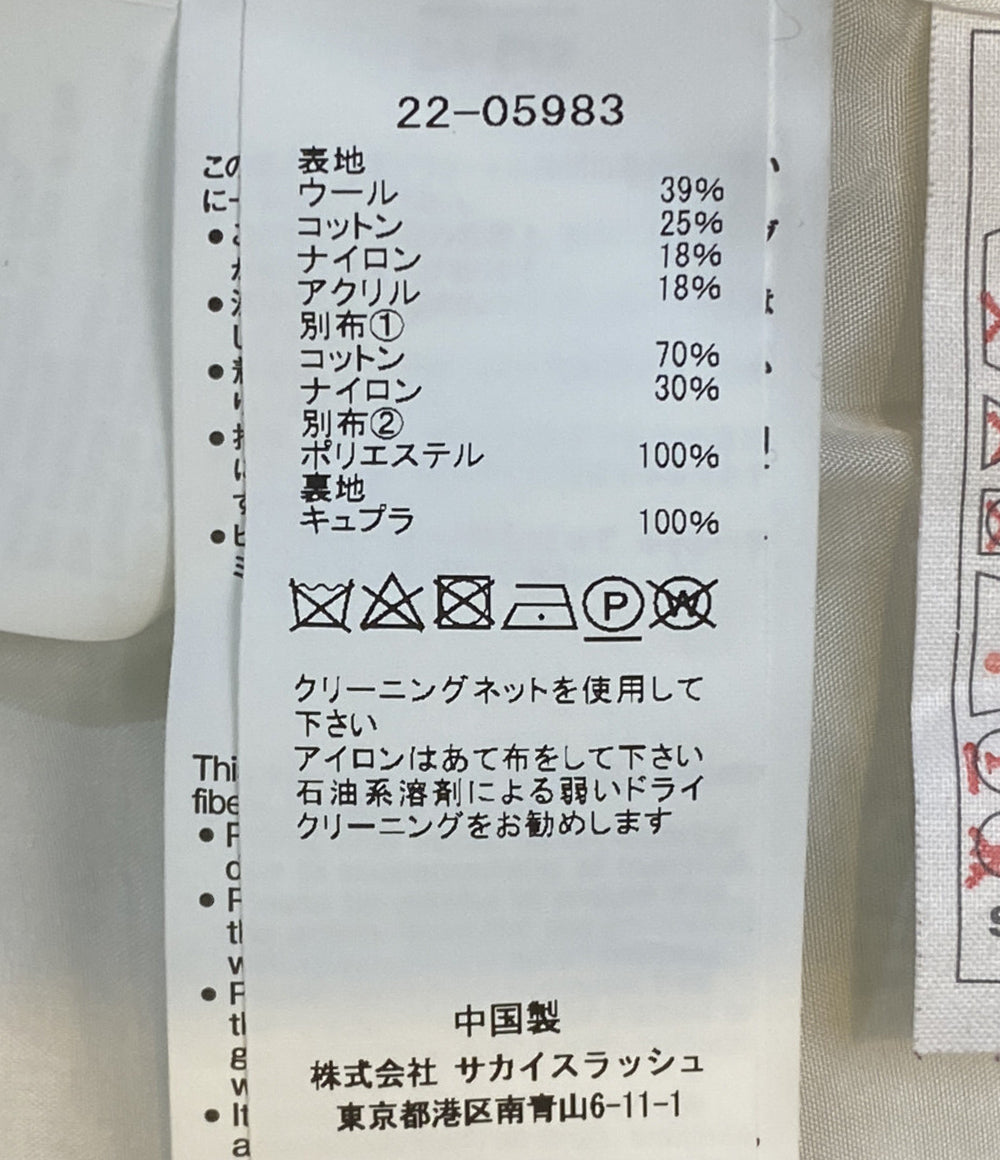 22-05983
表地
ウール 39%
コットン 25%
ナイロン 18%
アクリル 18%
別布①
コットン 70%
ナイロン 30%
別布②
ポリエステル 100%
裏地
キュプラ 100%
P W
クリーニングネットを使用して
下さい
アイロンはあて布をして下さい
石油系溶剤による弱いドライ
クリーニングをお勧めします
中国製
株式会社 サカイスラッシュ
東京都港区南青山6-11-1
この
に
Thi
fibe
It